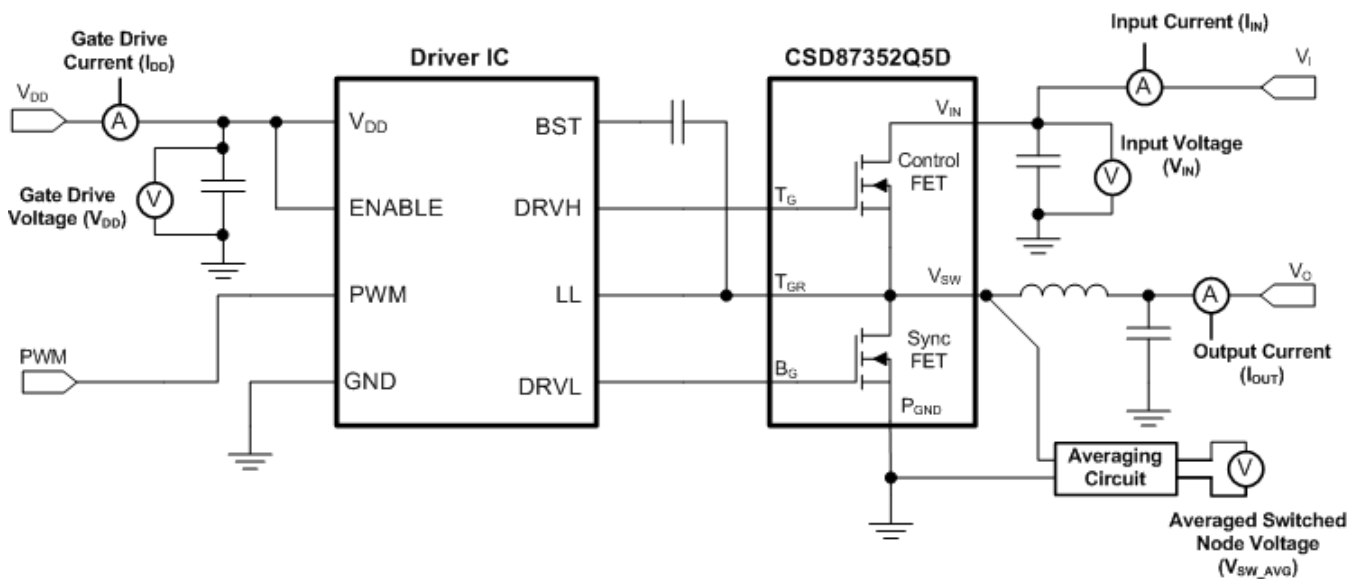 Gate Drive
Current (IDD)
Driver IC
CSD87352Q5D
Input Current (IIN)
VDD
A
VDD
BST
VIN
A
VI
V
Gate Drive
Voltage (VDD)
ENABLE
DRVH
TG
Control
FET
V
Input Voltage
(VIN)
PWM
PWM
LL
TGR
VSW
A
VO
GND
DRVL
BG
Sync
FET
PGND
Output Current
(IOUT)
Averaging
Circuit
V
Averaged Switched
Node Voltage
(VSW_AVG)